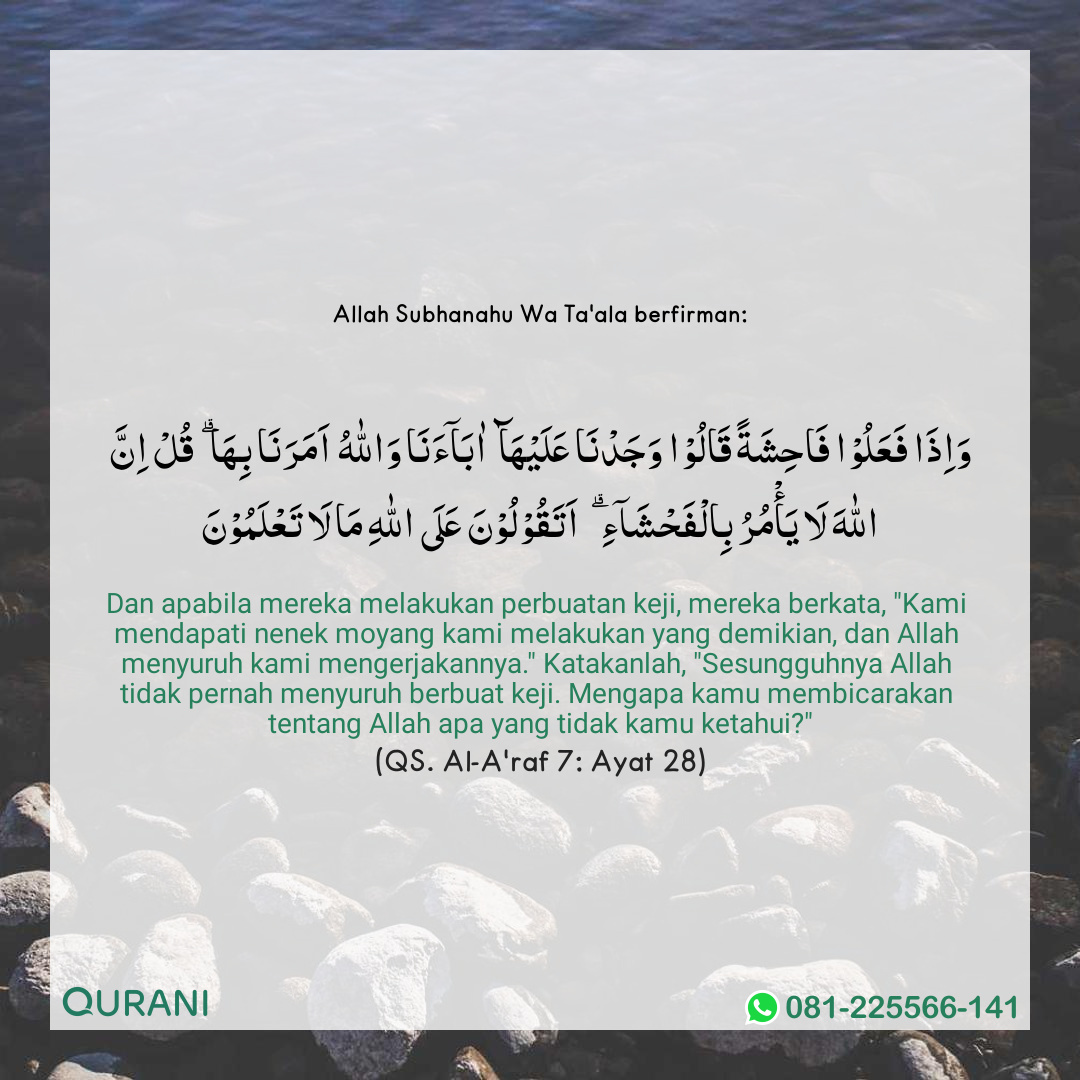 Allah Subhanahu Wa Ta'ala berfirman:
وَاِذَا فَعَلُوْا فَاحِشَةً قَالُوْا وَجَدْنَا عَلَيْهَآ اٰبَاۤءَنَا وَاللّٰهُ اَمَرَنَا بِهَاۗ قُلْ اِنَّ
اللّٰهَ لَا يَأْمُرُ بِالْفَحْشَاۤءِۗ اَتَقُوْلُوْنَ عَلَى اللّٰهِ مَا لَا تَعْلَمُوْنَ
Dan apabila mereka melakukan perbuatan keji, mereka berkata, "Kami
mendapati nenek moyang kami melakukan yang demikian, dan Allah
menyuruh kami mengerjakannya." Katakanlah, "Sesungguhnya Allah
tidak pernah menyuruh berbuat keji. Mengapa kamu membicarakan
tentang Allah apa yang tidak kamu ketahui?"
(QS. Al-A'raf 7: Ayat 28)
QURANI
081-225566-141